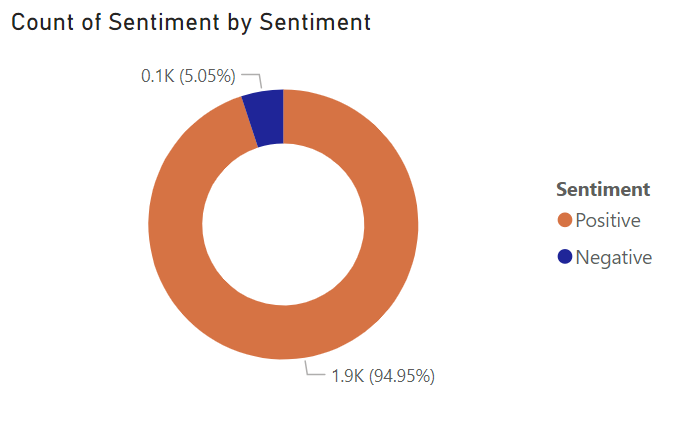 Count of Sentiment by Sentiment
0.1K (5.05%)
Sentiment
Positive
Negative
1.9K (94.95%)